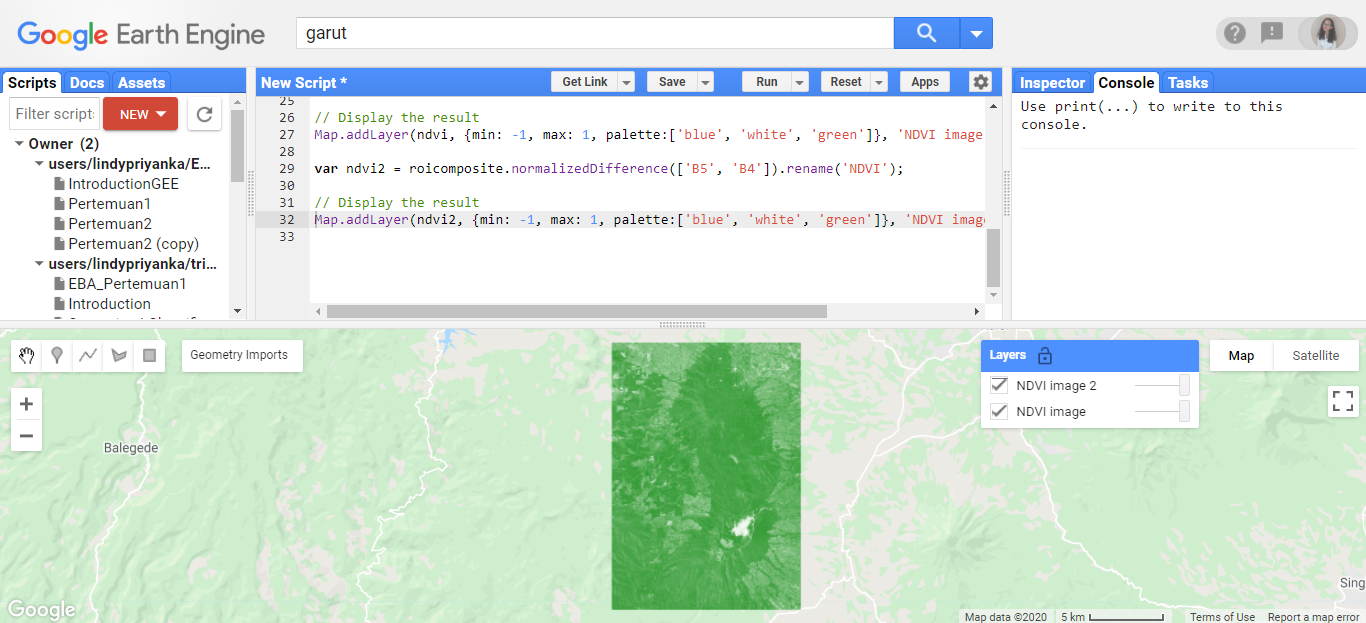 Google Earth Engine
garut
Scripts Docs Assets
New Script *
Get Link Save Run Reset Apps
Inspector Console Tasks
Filter script
NEW
Owner (2)
users/lindypriyanka/E...
IntroductionGEE
Pertemuan1
Pertemuan2
Pertemuan2 (copy)
users/lindypriyanka/tri...
EBA_Pertemuan1
Introduction
25
26 // Display the result
27 Map.addLayer(ndvi, {min: -1, max: 1, palette:['blue', 'white', 'green']}, 'NDVI image
28
29 var ndvi2 = roicomposite.normalizedDifference(['B5', 'B4']).rename('NDVI');
30
31 // Display the result
32 Map.addLayer(ndvi2, {min: -1, max: 1, palette:['blue', 'white', 'green']}, 'NDVI imag
33
Use print(...) to write to this
console.
Geometry Imports
Layers
NDVI image 2
NDVI image
Map Satellite
Balegede
Sing
Google
Map data ©2020 5 km Terms of Use Report a map error